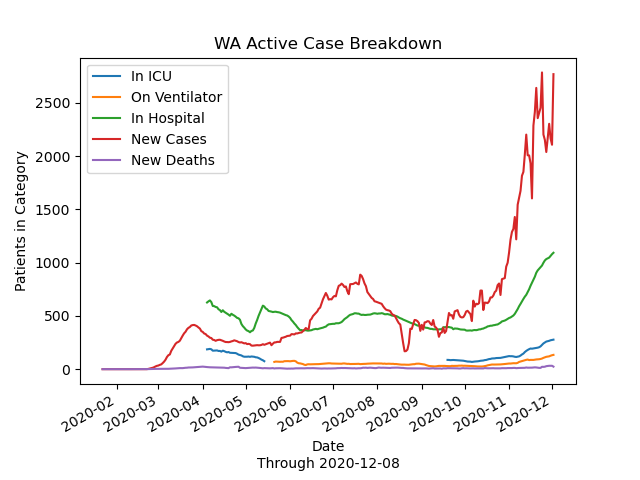 WA Active Case Breakdown
In ICU
On Ventilator
In Hospital
New Cases
New Deaths
Patients in Category
2500
2000
1500
1000
500
0
2020-02
2020-03
2020-04
2020-05
2020-06
2020-07
2020-08
2020-09
2020-10
2020-11
2020-12
Date
Through 2020-12-08